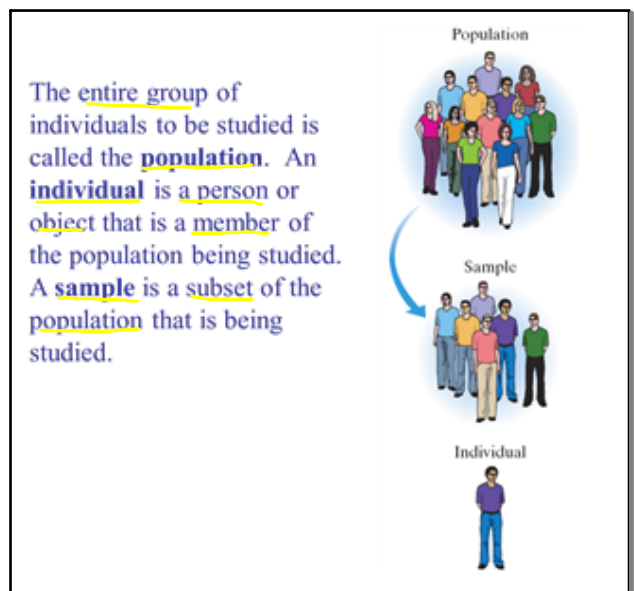 The entire group of
individuals to be studied is
called the population. An
individual is a person or
object that is a member of
the population being studied.
A sample is a subset of the
population that is being
studied.
Population
Sample
Individual